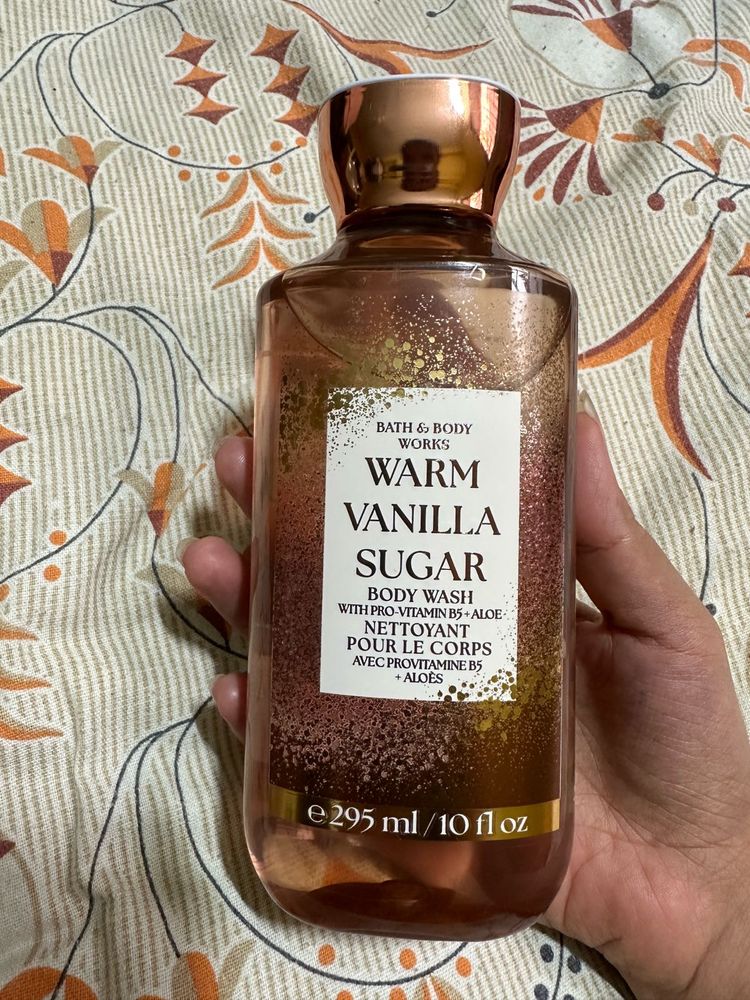 BATH & BODY
WORKS
WARM
VANILLA
SUGAR
BODY WASH
WITH PRO-VITAMIN B5 + ALOE
NETTOYANT
POUR LE CORPS
AVEC PROVITAMINE B5
+ ALOÈS
℮ 295 ml / 10 fl oz